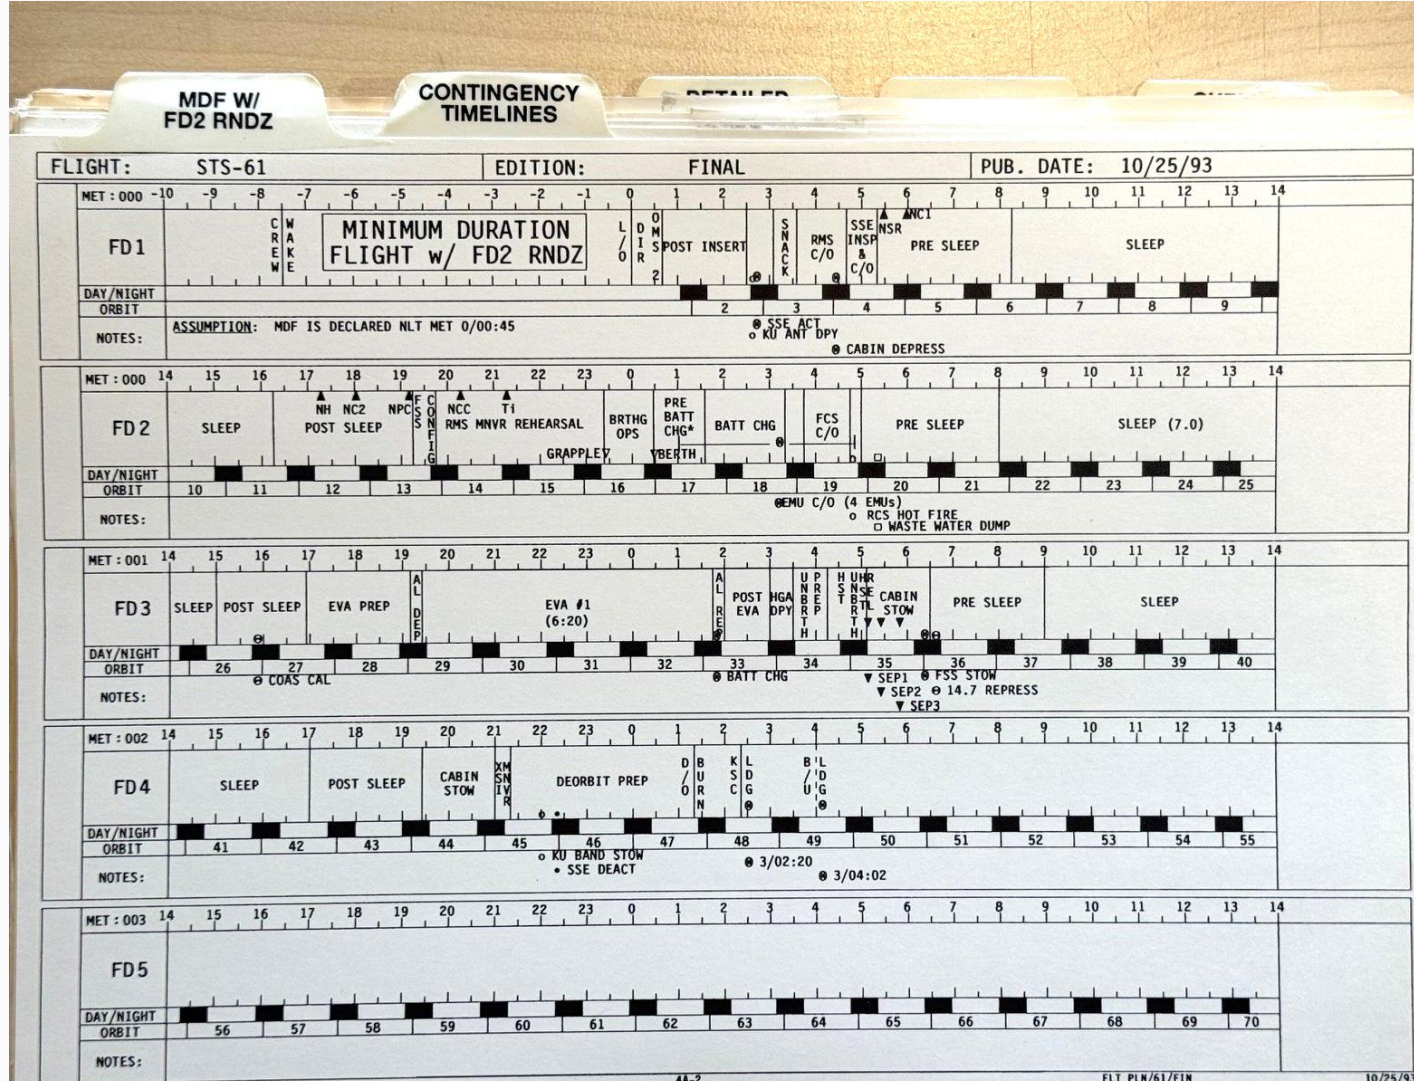 MDF W/
FD2 RNDZ
CONTINGENCY
TIMELINES
DETAILED
FLIGHT: STS-61 EDITION: FINAL PUB. DATE: 10/25/93
MET:000 -10 -9 -8 -7 -6 -5 -4 -3 -2 -1 0 1 2 3 4 5 6 7 8 9 10 11 12 13 14
FD1
CREW WAKE
MINIMUM DURATION
FLIGHT w/ FD2 RNDZ
L/O
DIR
OMS 2
POST INSERT
SNACK
RMS
C/O
SSE
INSP
&
C/O
NSR
NC1
PRE SLEEP
SLEEP
DAY/NIGHT
ORBIT 2 3 4 5 6 7 8 9
NOTES:
ASSUMPTION: MDF IS DECLARED NLT MET 0/00:45
SSE ACT
KU ANT DPY
CABIN DEPRESS
MET:000 14 15 16 17 18 19 20 21 22 23 0 1 2 3 4 5 6 7 8 9 10 11 12 13 14
FD2
SLEEP
NH NC2 NPC
POST SLEEP
FSS CONFIG
NCC Ti
RMS MNVR REHEARSAL
GRAPPLE
BRTHG
OPS
PRE
BATT
CHG*
BERTH
BATT CHG
FCS
C/O
PRE SLEEP
SLEEP (7.0)
DAY/NIGHT
ORBIT 10 11 12 13 14 15 16 17 18 19 20 21 22 23 24 25
NOTES:
EMU C/O (4 EMUs)
RCS HOT FIRE
WASTE WATER DUMP
MET:001 14 15 16 17 18 19 20 21 22 23 0 1 2 3 4 5 6 7 8 9 10 11 12 13 14
FD3
SLEEP
POST SLEEP
EVA PREP
AL DEP
EVA #1
(6:20)
AL REP
POST
EVA
HGA
DPY
UNBRTH PREP
HST UNBRTH
CABIN
STOW
PRE SLEEP
SLEEP
DAY/NIGHT
ORBIT 26 27 28 29 30 31 32 33 34 35 36 37 38 39 40
NOTES:
COAS CAL
BATT CHG
SEP1
FSS STOW
SEP2
14.7 REPRESS
SEP3
MET:002 14 15 16 17 18 19 20 21 22 23 0 1 2 3 4 5 6 7 8 9 10 11 12 13 14
FD4
SLEEP
POST SLEEP
CABIN
STOW
DEORBIT PREP
D/O BURN
KSC LDG
B/U LDG
DAY/NIGHT
ORBIT 41 42 43 44 45 46 47 48 49 50 51 52 53 54 55
NOTES:
KU BAND STOW
SSE DEACT
3/02:20
3/04:02
MET:003 14 15 16 17 18 19 20 21 22 23 0 1 2 3 4 5 6 7 8 9 10 11 12 13 14
FD5
DAY/NIGHT
ORBIT 56 57 58 59 60 61 62 63 64 65 66 67 68 69 70
NOTES:
4A-2 FLT PLN/61/FIN 10/25/93